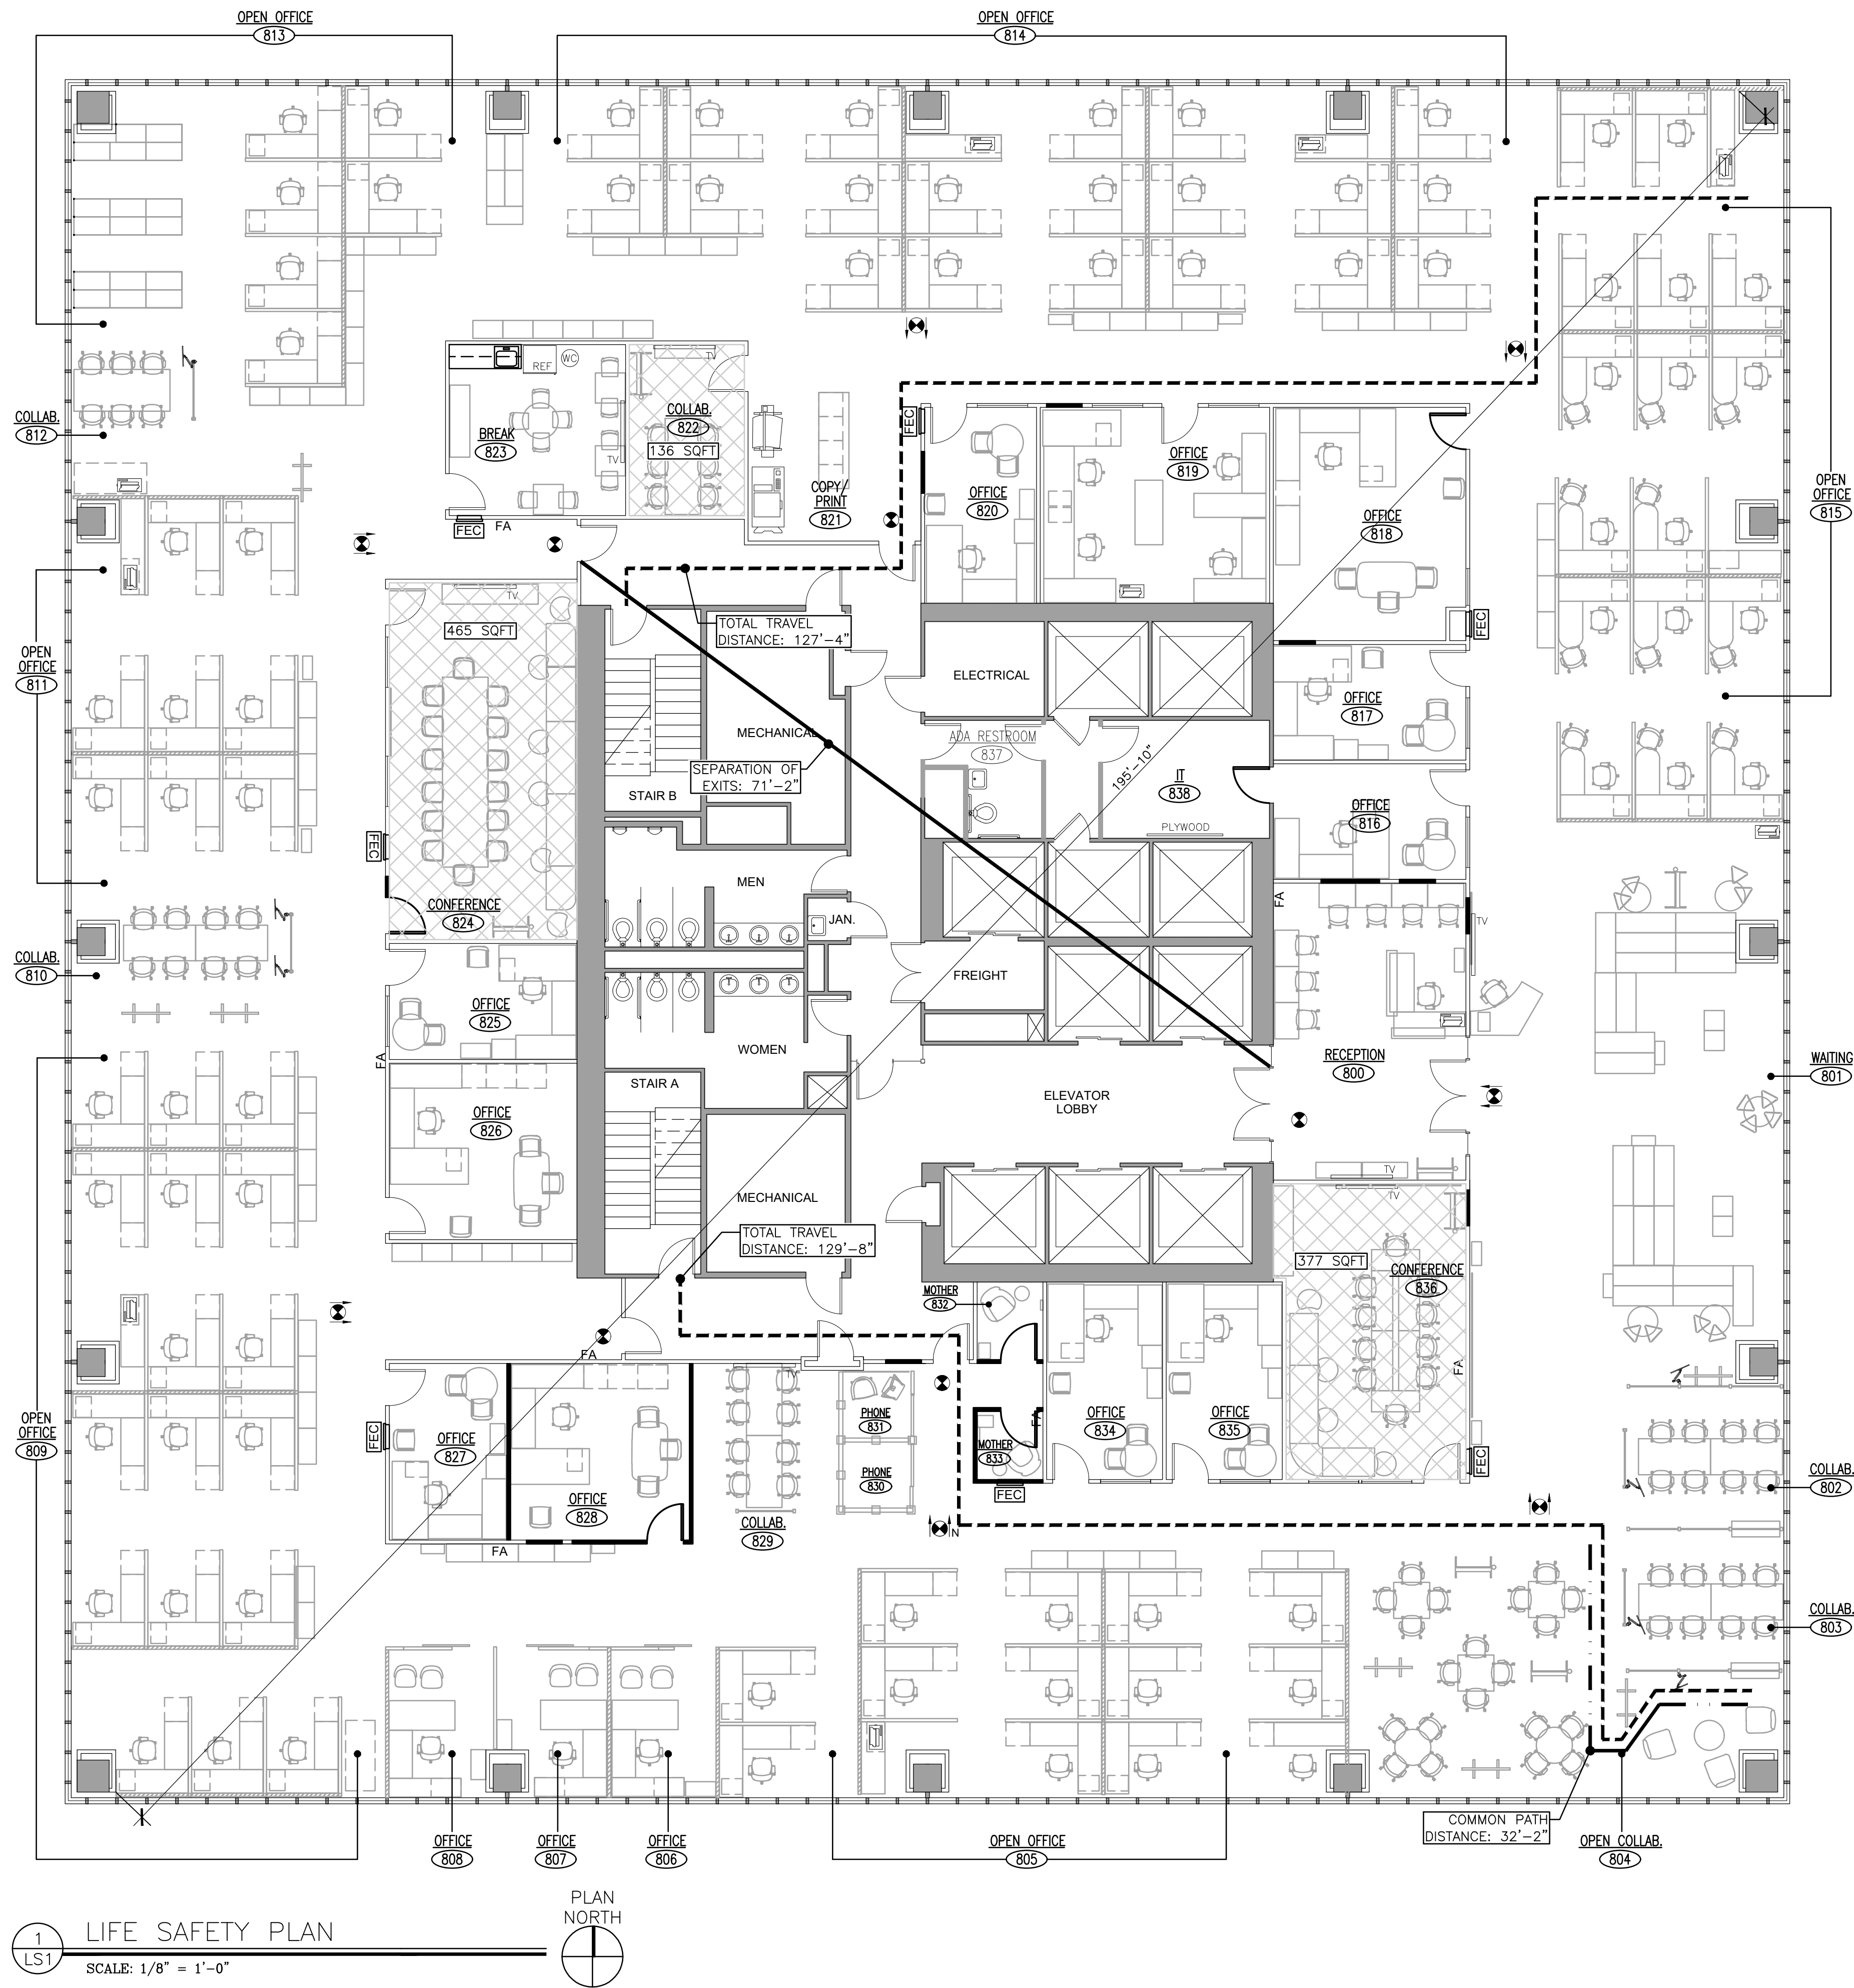 OPEN OFFICE
813
OPEN OFFICE
814
REF
WC
TV
COLLAB.
822
136 SQFT
BREAK
823
TV
FEC
FA
COPY/
PRINT
821
FEC
OFFICE
820
OFFICE
819
OFFICE
818
FEC
COLLAB.
812
OPEN
OFFICE
815
OPEN
OFFICE
811
TV
465 SQFT
TOTAL TRAVEL
DISTANCE: 127'-4"
ELECTRICAL
OFFICE
817
MECHANICAL
ADA RESTROOM
837
195'-10"
SEPARATION OF
EXITS: 71'-2"
STAIR B
IT
838
PLYWOOD
OFFICE
816
FEC
MEN
CONFERENCE
824
JAN.
FA
TV
COLLAB.
810
FREIGHT
OFFICE
825
FA
WOMEN
RECEPTION
800
WAITING
801
STAIR A
ELEVATOR
LOBBY
OFFICE
826
TV
TV
MECHANICAL
TOTAL TRAVEL
DISTANCE: 129'-8"
377 SQFT
CONFERENCE
836
MOTHER
832
FA
FA
TV
PHONE
831
OFFICE
827
FEC
OPEN
OFFICE
809
PHONE
830
MOTHER
833
FA
OFFICE
834
OFFICE
835
FEC
FEC
OFFICE
828
COLLAB.
829
FA
N
COLLAB.
802
COLLAB.
803
COMMON PATH
DISTANCE: 32'-2"
OFFICE
808
OFFICE
807
OFFICE
806
OPEN OFFICE
805
OPEN COLLAB.
804
PLAN
NORTH
1
LS1
LIFE SAFETY PLAN
SCALE: 1/8" = 1'-0"